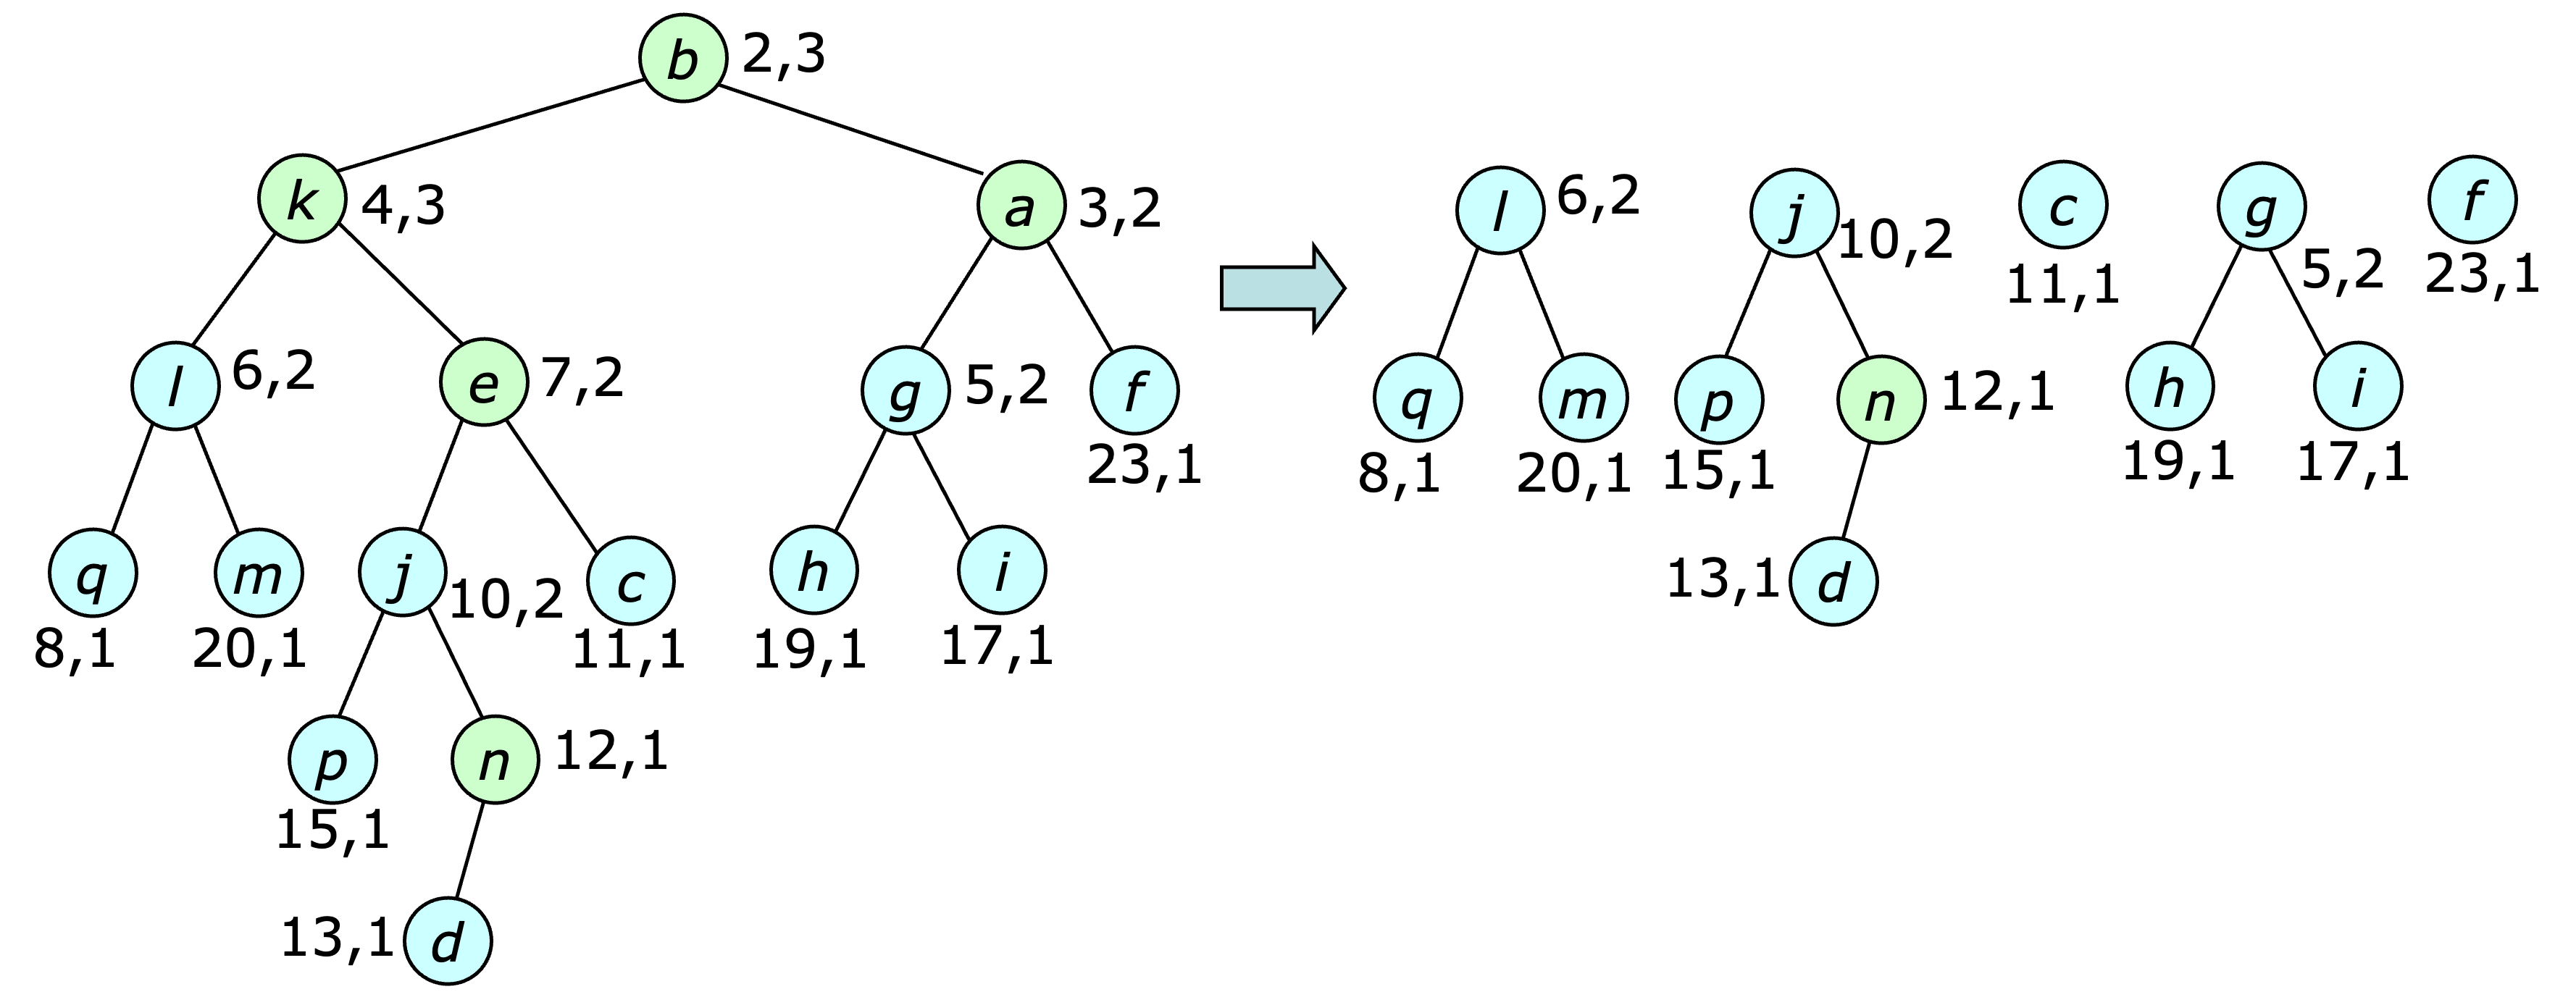 b 2,3
k 4,3 a 3,2
l 6,2 e 7,2 g 5,2 f 23,1
q 8,1 m 20,1 j 10,2 c 11,1 h 19,1 i 17,1
p 15,1 n 12,1
13,1 d
l 6,2 j 10,2 c 11,1 g 5,2 f 23,1
q 8,1 m 20,1 p 15,1 n 12,1 h 19,1 i 17,1
13,1 d